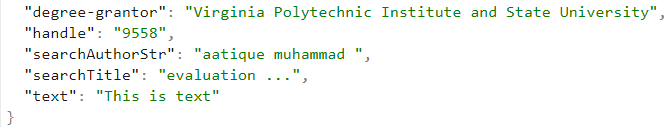 "degree-grantor": "Virginia Polytechnic Institute and State University",
"handle": "9558",
"searchAuthorStr": "aatique muhammad ",
"searchTitle": "evaluation ...",
"text": "This is text"
}